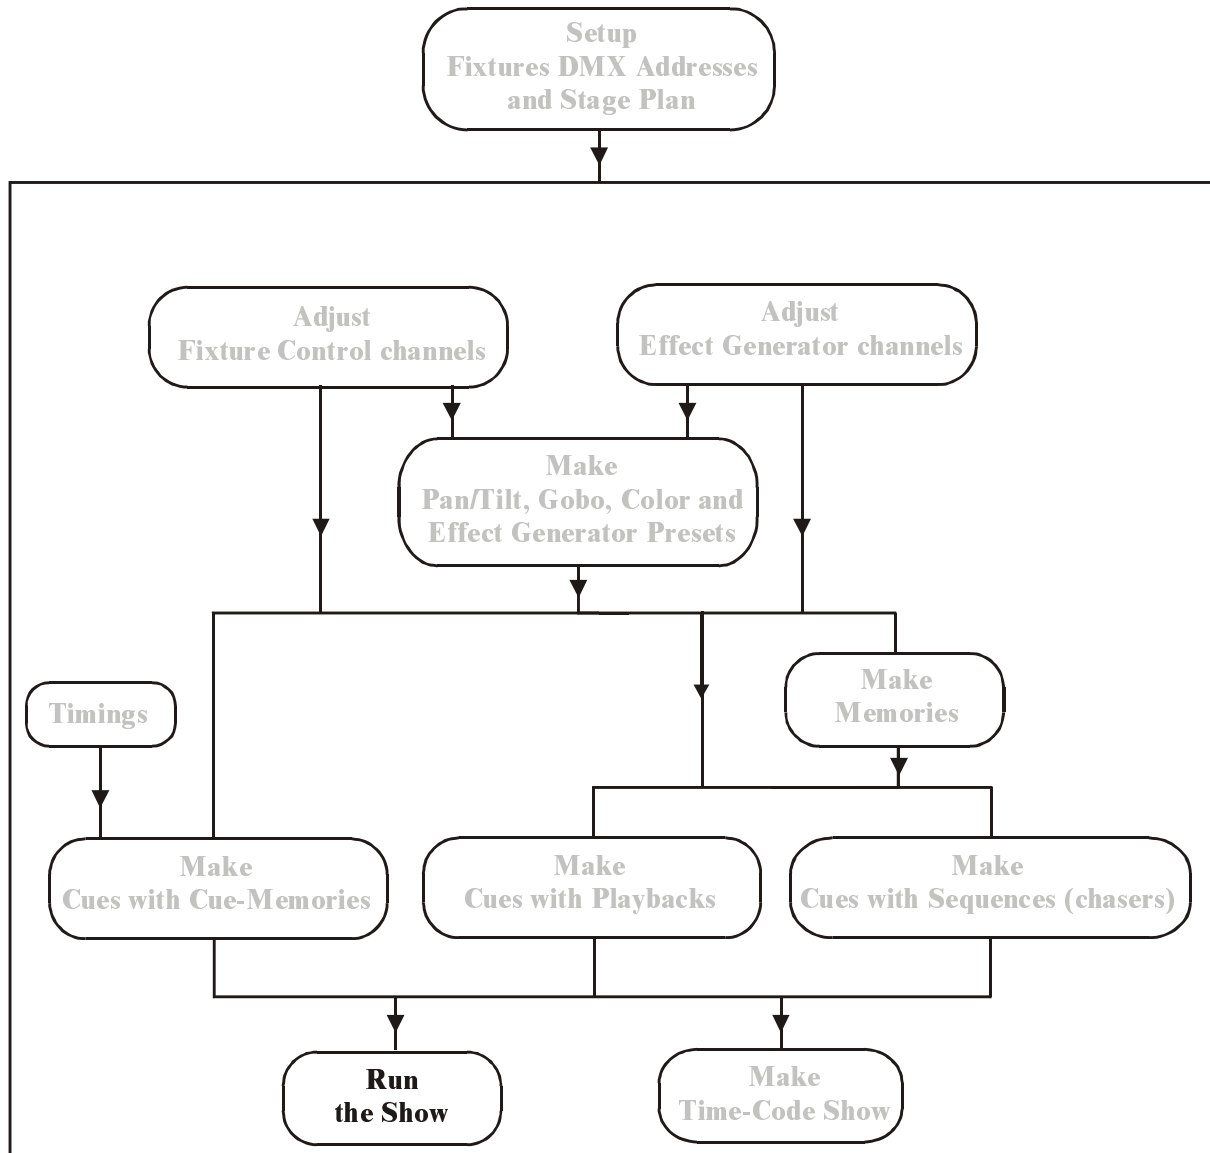 Setup
Fixtures DMX Addresses
and Stage Plan
Adjust
Fixture Control channels
Adjust
Effect Generator channels
Make
Pan/Tilt, Gobo, Color and
Effect Generator Presets
Timings
Make
Memories
Make
Cues with Cue-Memories
Make
Cues with Playbacks
Make
Cues with Sequences (chasers)
Run
the Show
Make
Time-Code Show